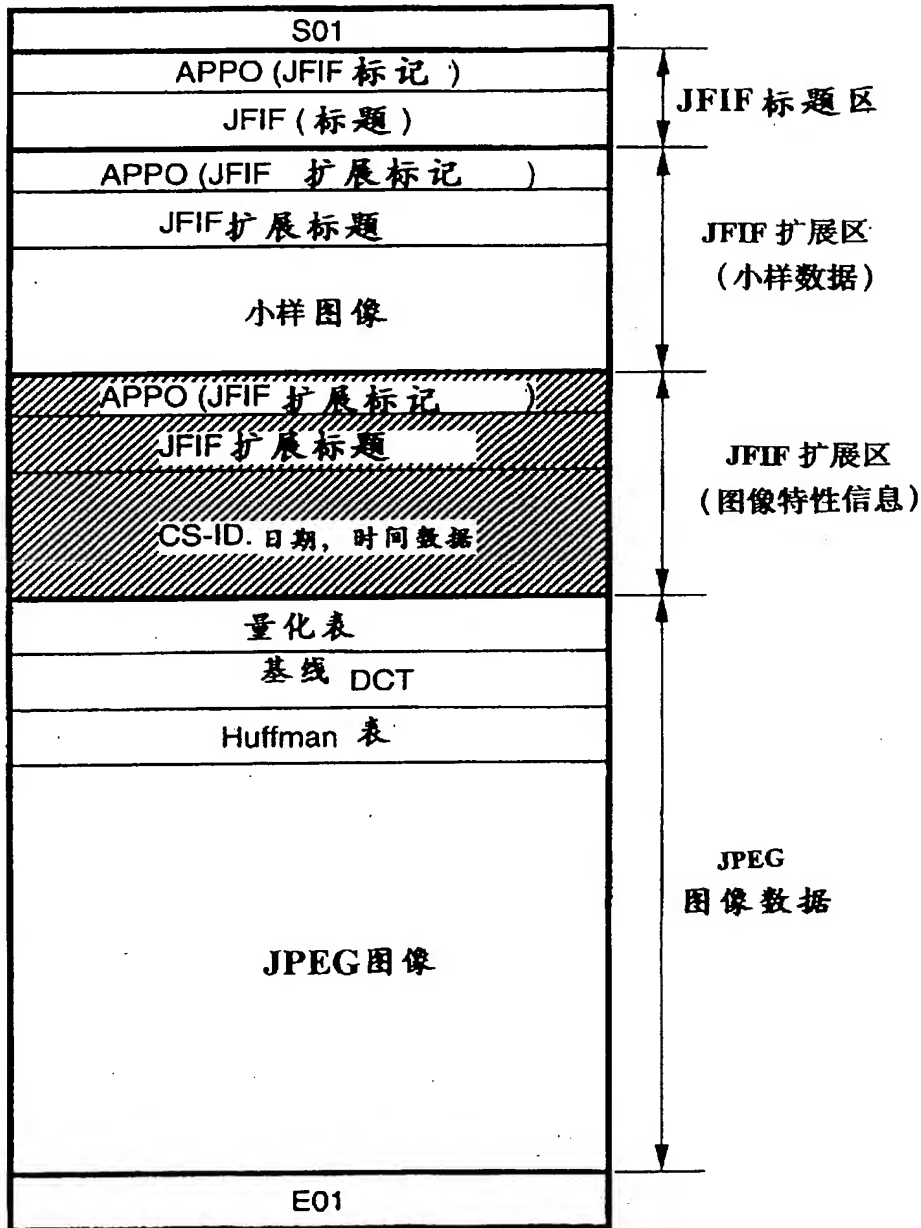 S01
APPO (JFIF 标记 )
JFIF (标题)
JFIF 标题区
APPO (JFIF 扩展标记 )
JFIF扩展标题
小样图像
JFIF 扩展区
(小样数据)
APPO (JFIF 扩展标记 )
JFIF 扩展标题
CS-ID. 日期, 时间数据
JFIF 扩展区
(图像特性信息)
量化表
基线 DCT
Huffman 表
JPEG图像
JPEG
图像数据
E01